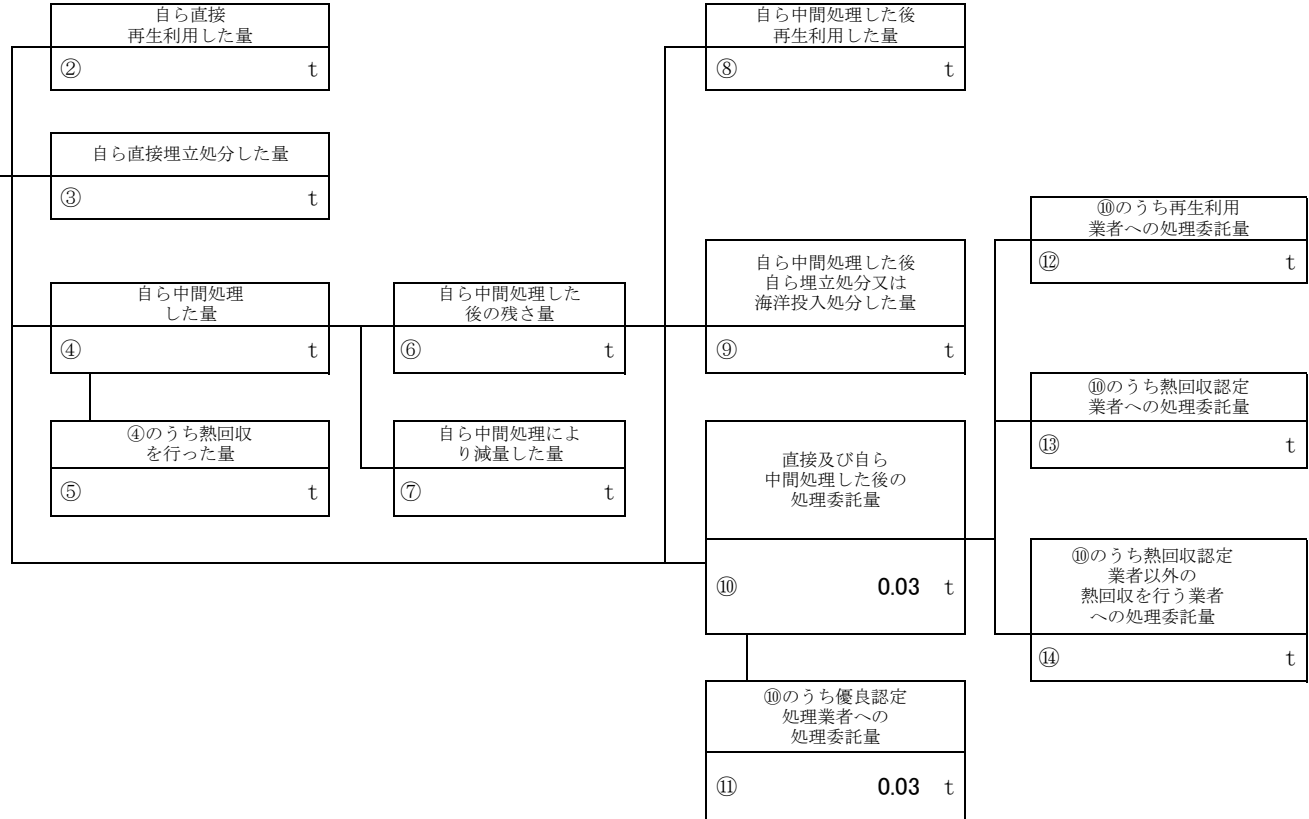 自ら直接
再生利用した量
② t
自ら直接埋立処分した量
③ t
自ら中間処理
した量
④ t
④のうち熱回収
を行った量
⑤ t
自ら中間処理した
後の残さ量
⑥ t
自ら中間処理によ
り減量した量
⑦ t
自ら中間処理した後
再生利用した量
⑧ t
自ら中間処理した後
自ら埋立処分又は
海洋投入処分した量
⑨ t
直接及び自ら
中間処理した後の
処理委託量
⑩ 0.03 t
⑩のうち優良認定
処理業者への
処理委託量
⑪ 0.03 t
⑩のうち再生利用
業者への処理委託量
⑫ t
⑩のうち熱回収認定
業者への処理委託量
⑬ t
⑩のうち熱回収認定
業者以外の
熱回収を行う業者
への処理委託量
⑭ t